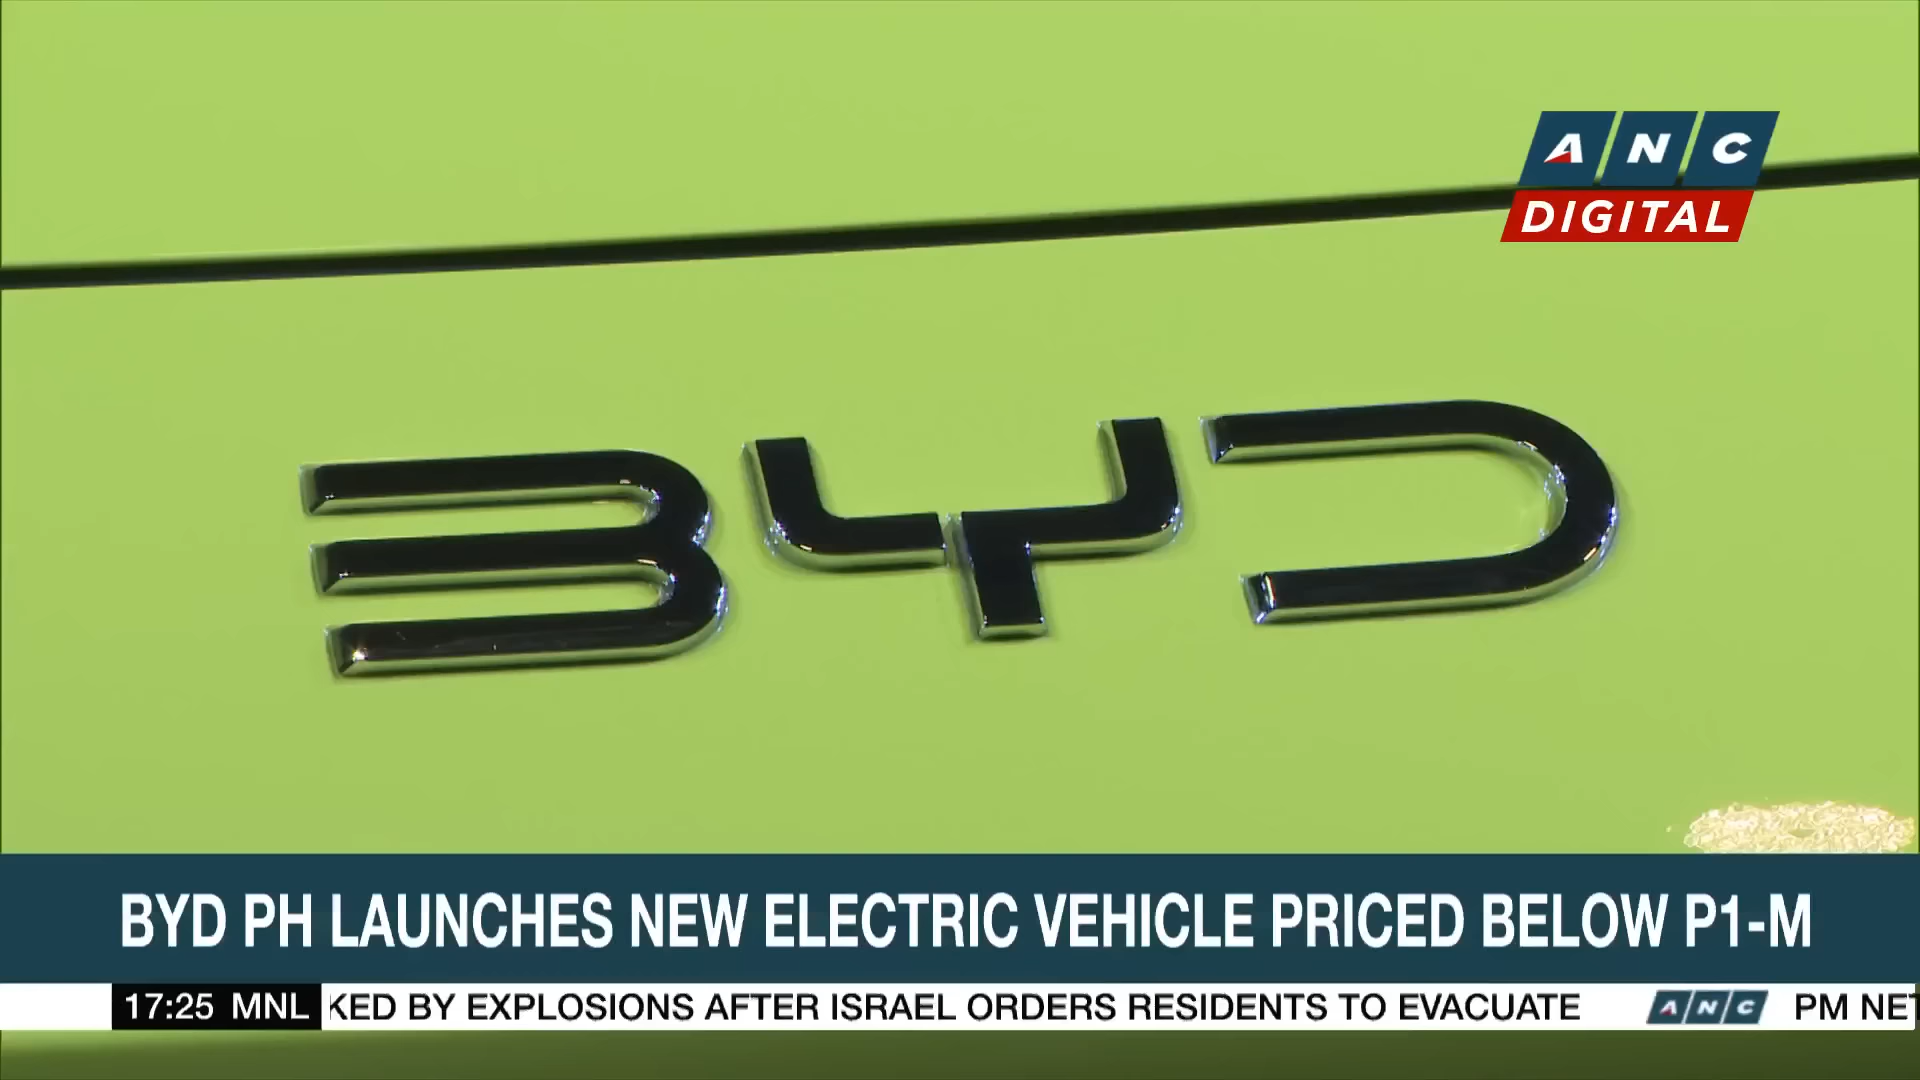 ANC
DIGITAL
BYD
BYD PH LAUNCHES NEW ELECTRIC VEHICLE PRICED BELOW P1-M
17:25 MNL KED BY EXPLOSIONS AFTER ISRAEL ORDERS RESIDENTS TO EVACUATE ANC PM NET